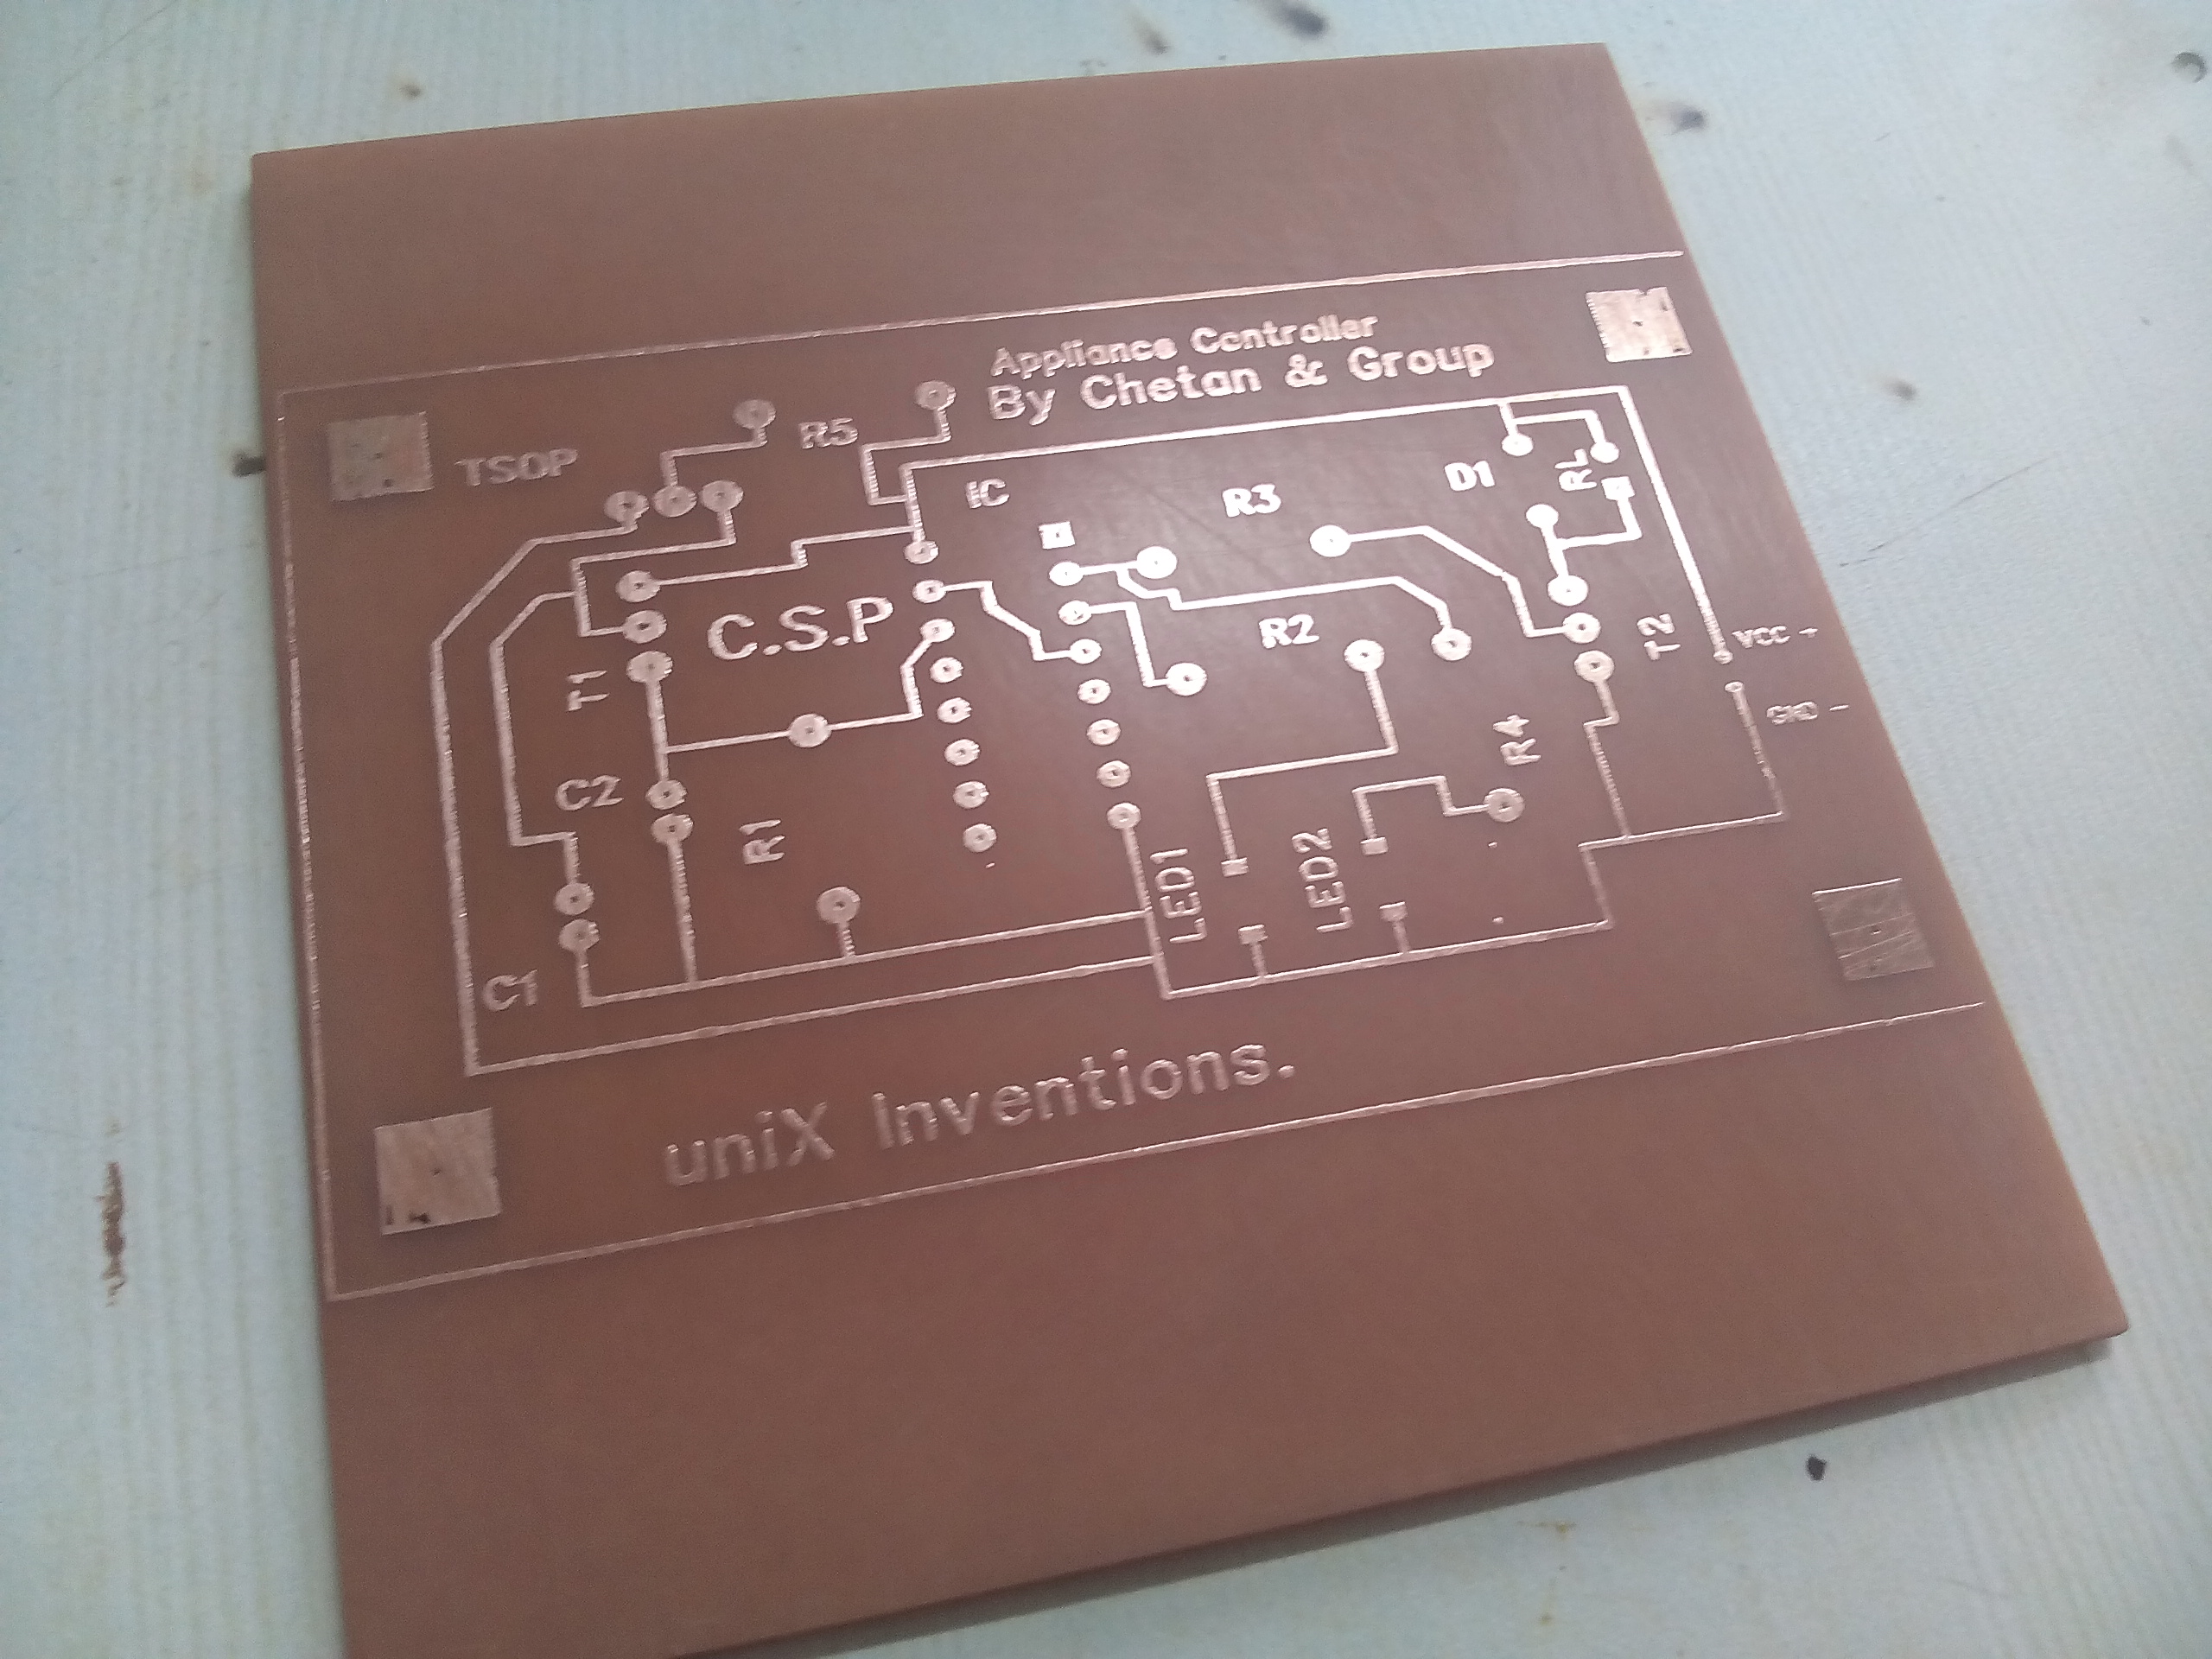 Appliance Controller
By Chetan & Group
TSOP
R5
IC
R3
D1
RL
C.S.P
R2
T2
VCC +
T1
GND -
R4
C2
R1
LED1
LED2
C1
uniX Inventions.